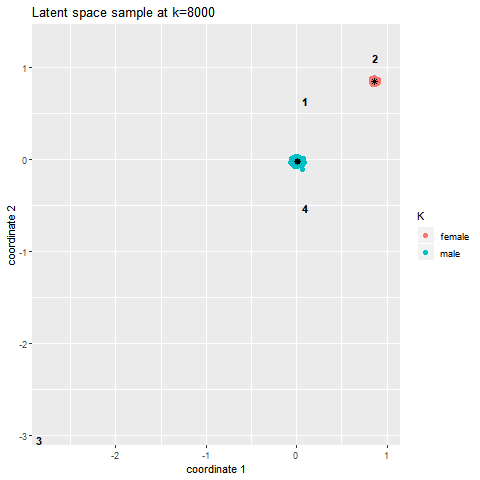 Latent space sample at k=8000
2
1
1
0
4
-1
-2
-3
3
-2
-1
0
1
coordinate 1
coordinate 2
K
female
male